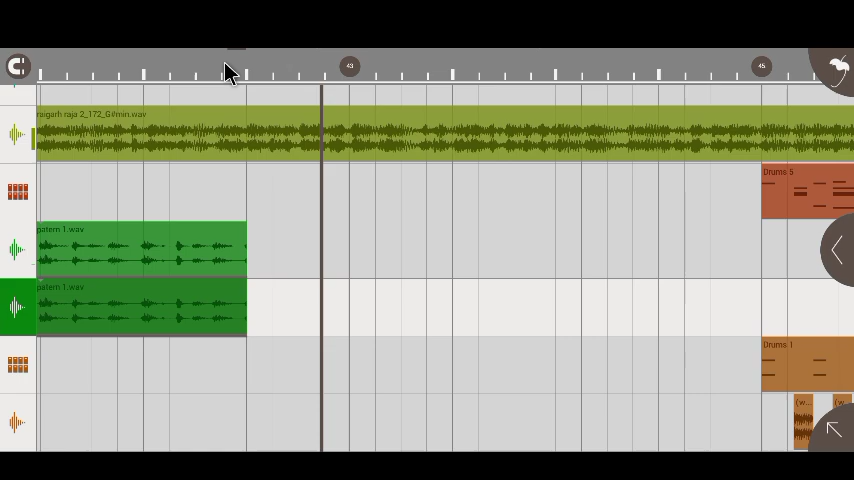 43
45
raigarh raja 2_172_G#min.wav
Drums 5
patern 1.wav
patern 1.wav
Drums 1
(w...
(w...